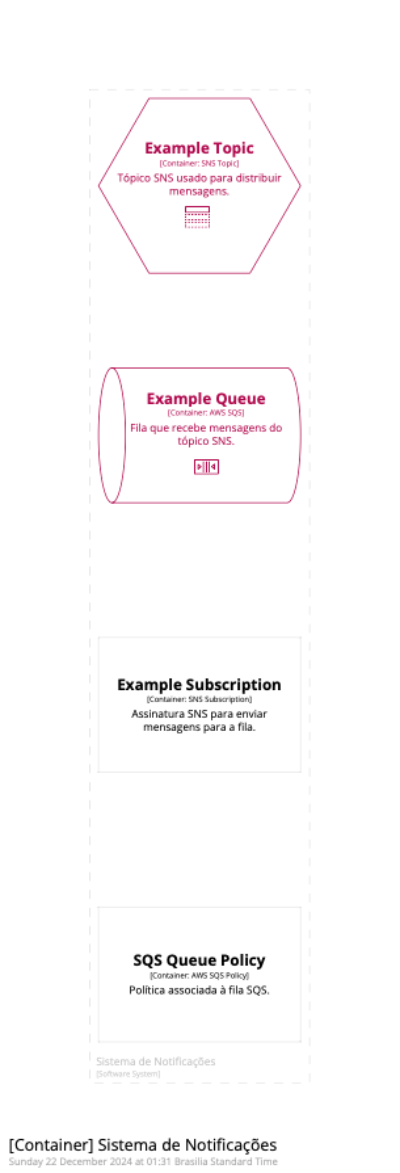 Example Topic
[Container: SNS Topic]
Tópico SNS usado para distribuir
mensagens.
Example Queue
[Container: AWS SQS]
Fila que recebe mensagens do
tópico SNS.
Example Subscription
[Container: SNS Subscription]
Assinatura SNS para enviar
mensagens para a fila.
SQS Queue Policy
[Container: AWS SQS Policy]
Política associada à fila SQS.
Sistema de Notificações
[Software System]
[Container] Sistema de Notificações
Sunday 22 December 2024 at 01:31 Brasilia Standard Time